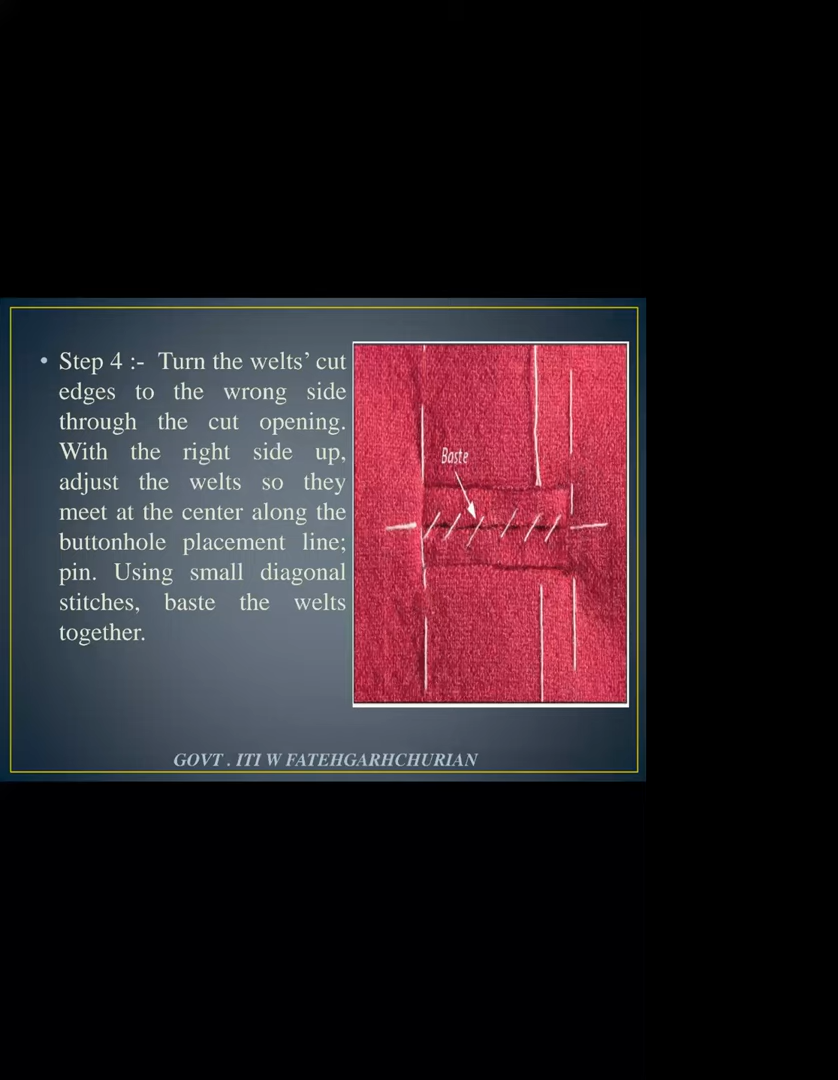 • Step 4 :- Turn the welts’ cut
edges to the wrong side
through the cut opening.
With the right side up,
adjust the welts so they
meet at the center along the
buttonhole placement line;
pin. Using small diagonal
stitches, baste the welts
together.
Baste
GOVT . ITI W FATEHGARHCHURIAN